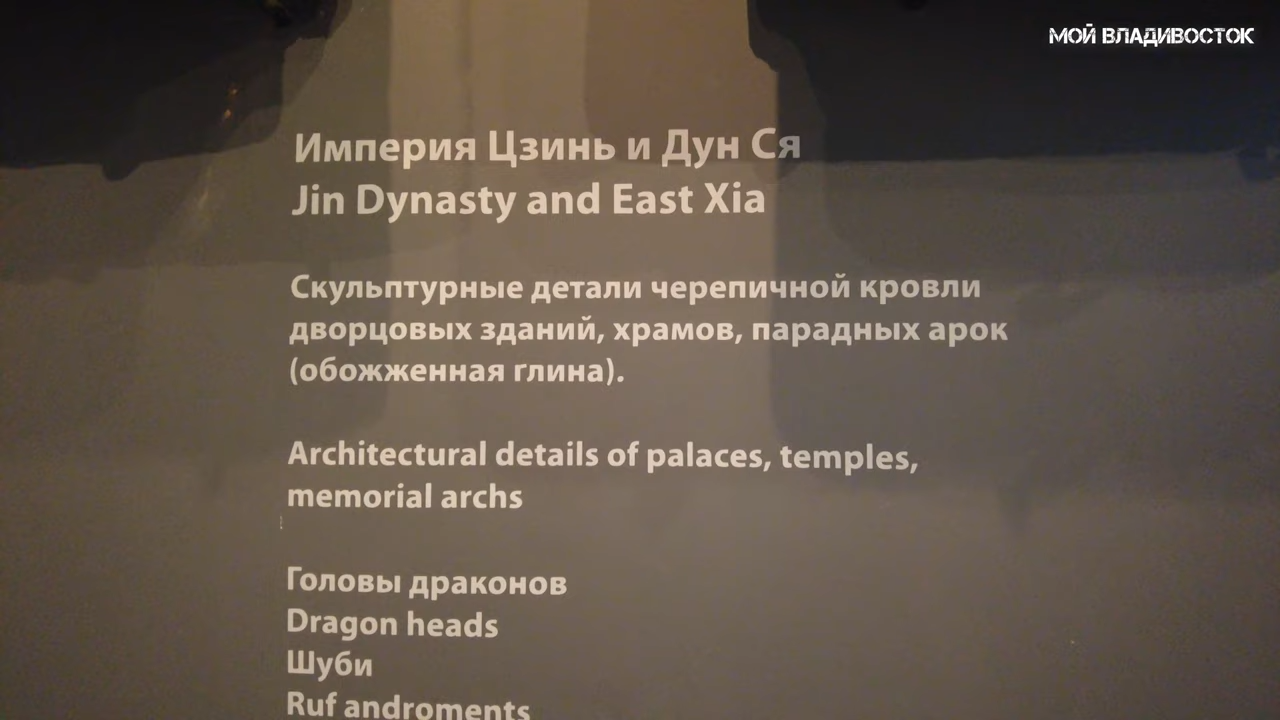 МОЙ ВЛАДИВОСТОК
Империя Цзинь и Дун Ся
Jin Dynasty and East Xia
Скульптурные детали черепичной кровли
дворцовых зданий, храмов, парадных арок
(обожженная глина).
Architectural details of palaces, temples,
memorial archs
Головы драконов
Dragon heads
Шуби
Ruf androments